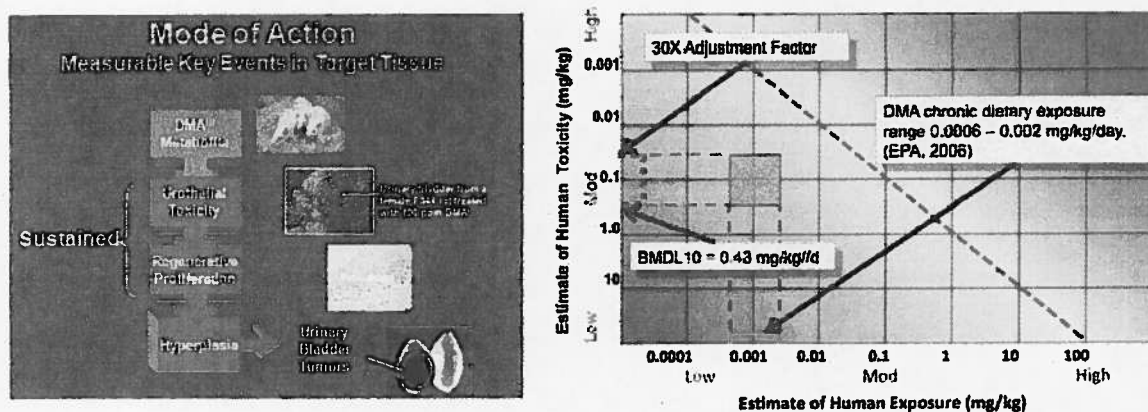 Mode of Action
Measurable Key Events in Target Tissue
DMA
Metabolite
Urothelial
Toxicity
Sustained
Regenerative
Proliferation
Hyperplasia
Urinary
Bladder
Tumors
Estimate of Human Toxicity (mg/kg)
High
Mod
Low
0.001
0.01
0.1
1.0
10
30X Adjustment Factor
DMA chronic dietary exposure
range 0.0006 – 0.002 mg/kg/day.
(EPA, 2006)
BMDL10 = 0.43 mg/kg//d
0.0001 0.001 0.01 0.1 1 10 100
Low Mod High
Estimate of Human Exposure (mg/kg)